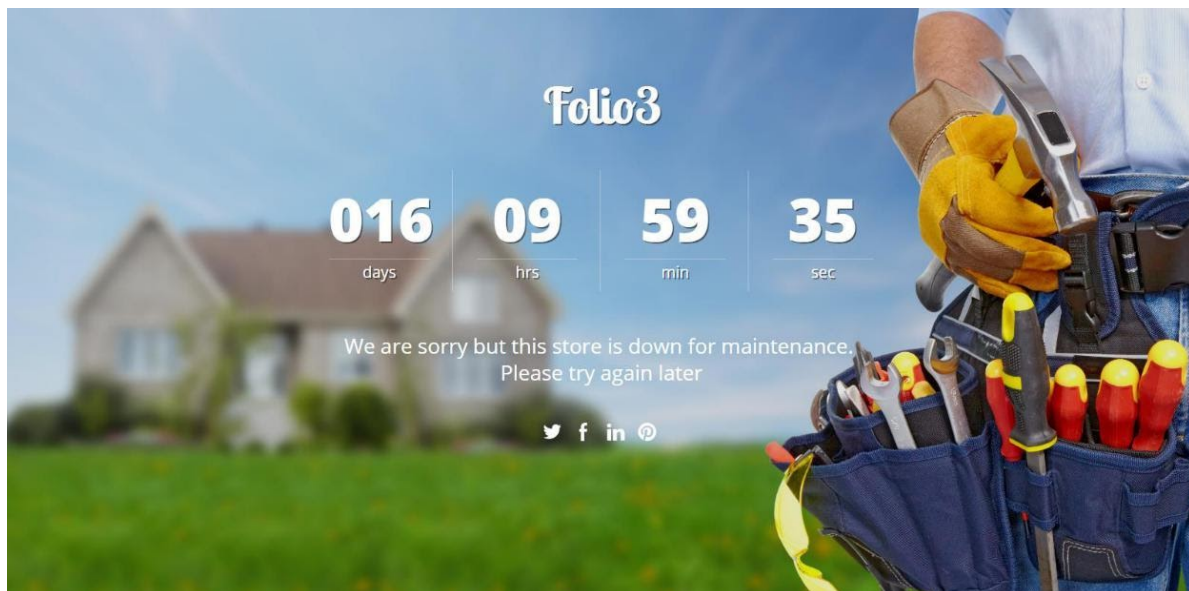 Folio3
016 09 59 35
days hrs min sec
We are sorry but this store is down for maintenance.
Please try again later